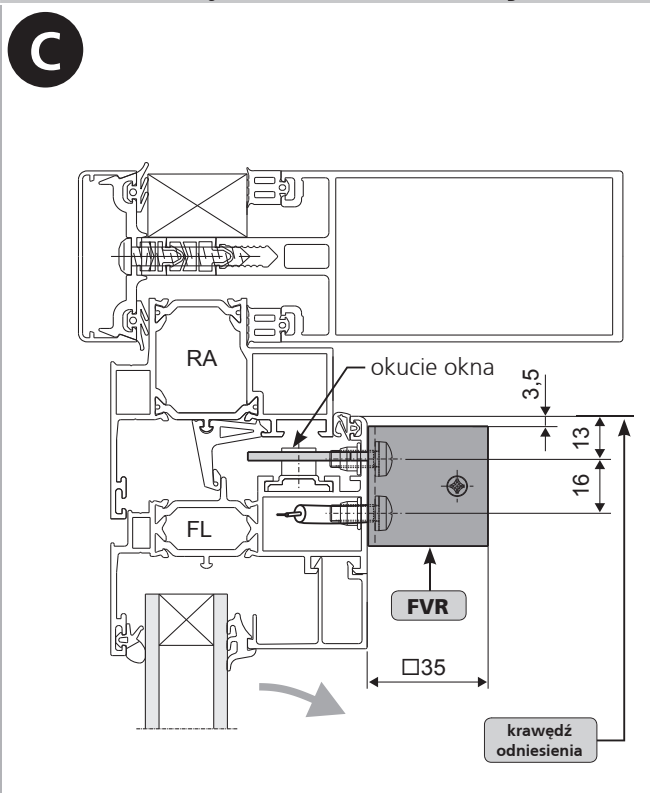 C
RA
okucie okna
3,5
13
16
FL
FVR
□35
krawędź
odniesienia